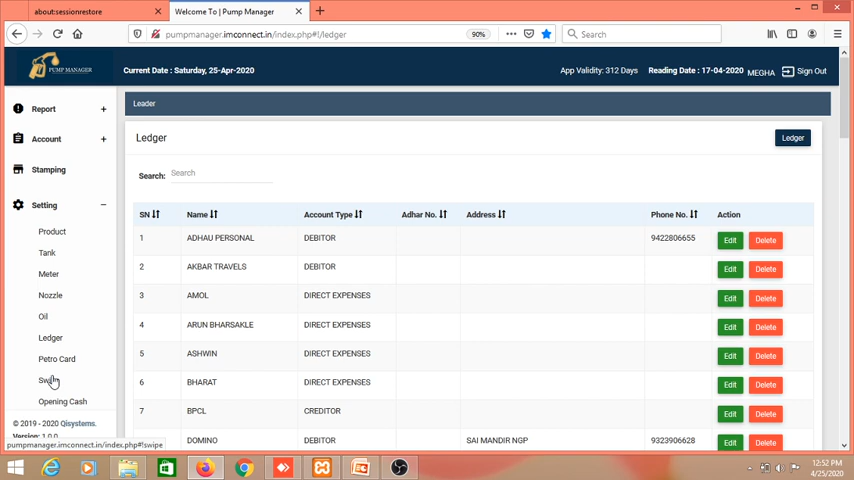 about:sessionrestore
Welcome To | Pump Manager
pumpmanager.imconnect.in/index.php#!/ledger
90%
Search
PUMP MANAGER
Current Date : Saturday, 25-Apr-2020
App Validity: 312 Days
Reading Date : 17-04-2020
MEGHA
Sign Out
Report
Account
Stamping
Setting
Product
Tank
Meter
Nozzle
Oil
Ledger
Petro Card
Opening Cash
© 2019 - 2020 Qisystems.
Version: 1.0.0
pumpmanager.imconnect.in/index.php#!swipe
Leader
Ledger
Ledger
Search: Search
SN Name Account Type Adhar No. Address Phone No. Action
1 ADHAU PERSONAL DEBITOR 9422806655 Edit Delete
2 AKBAR TRAVELS DEBITOR Edit Delete
3 AMOL DIRECT EXPENSES Edit Delete
4 ARUN BHARSAKLE DIRECT EXPENSES Edit Delete
5 ASHWIN DIRECT EXPENSES Edit Delete
6 BHARAT DIRECT EXPENSES Edit Delete
7 BPCL CREDITOR Edit Delete
8 DOMINO DEBITOR SAI MANDIR NGP 9323906628 Edit Delete
12:52 PM
4/25/2020